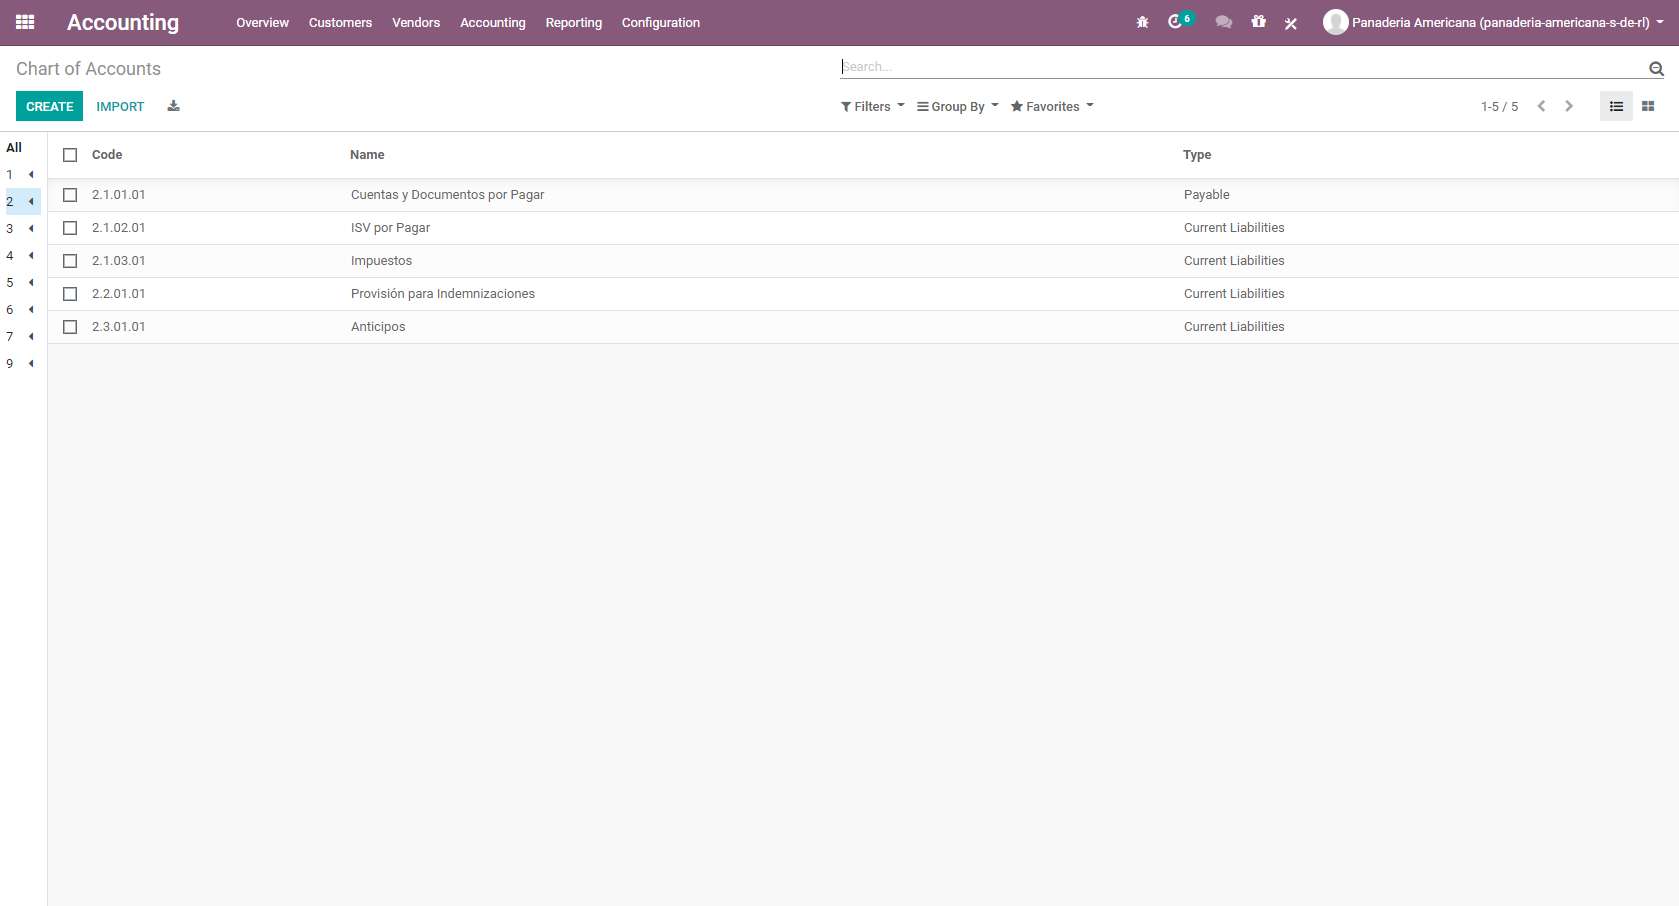 Accounting Overview Customers Vendors Accounting Reporting Configuration 6 Panaderia Americana (panaderia-americana-s-de-rl)
Chart of Accounts
Search...
CREATE IMPORT Filters Group By Favorites 1-5 / 5
All
1
2
3
4
5
6
7
9
Code Name Type
2.1.01.01 Cuentas y Documentos por Pagar Payable
2.1.02.01 ISV por Pagar Current Liabilities
2.1.03.01 Impuestos Current Liabilities
2.2.01.01 Provisión para Indemnizaciones Current Liabilities
2.3.01.01 Anticipos Current Liabilities